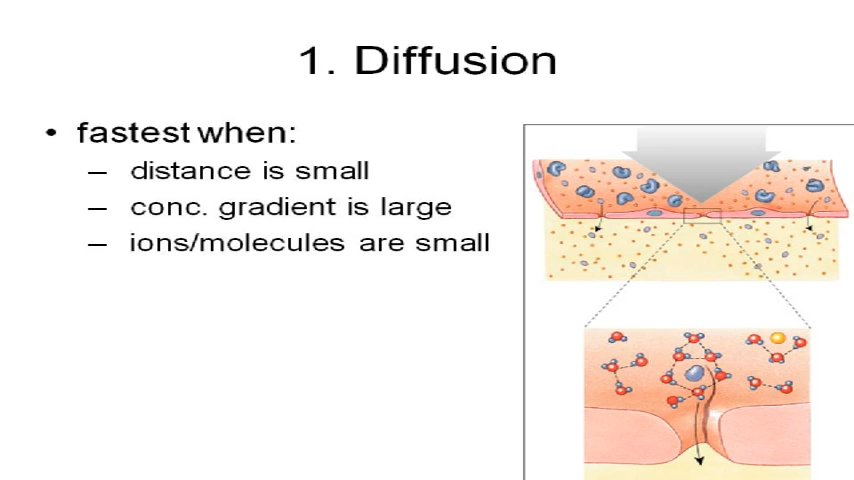 1. Diffusion
• fastest when:
– distance is small
– conc. gradient is large
– ions/molecules are small